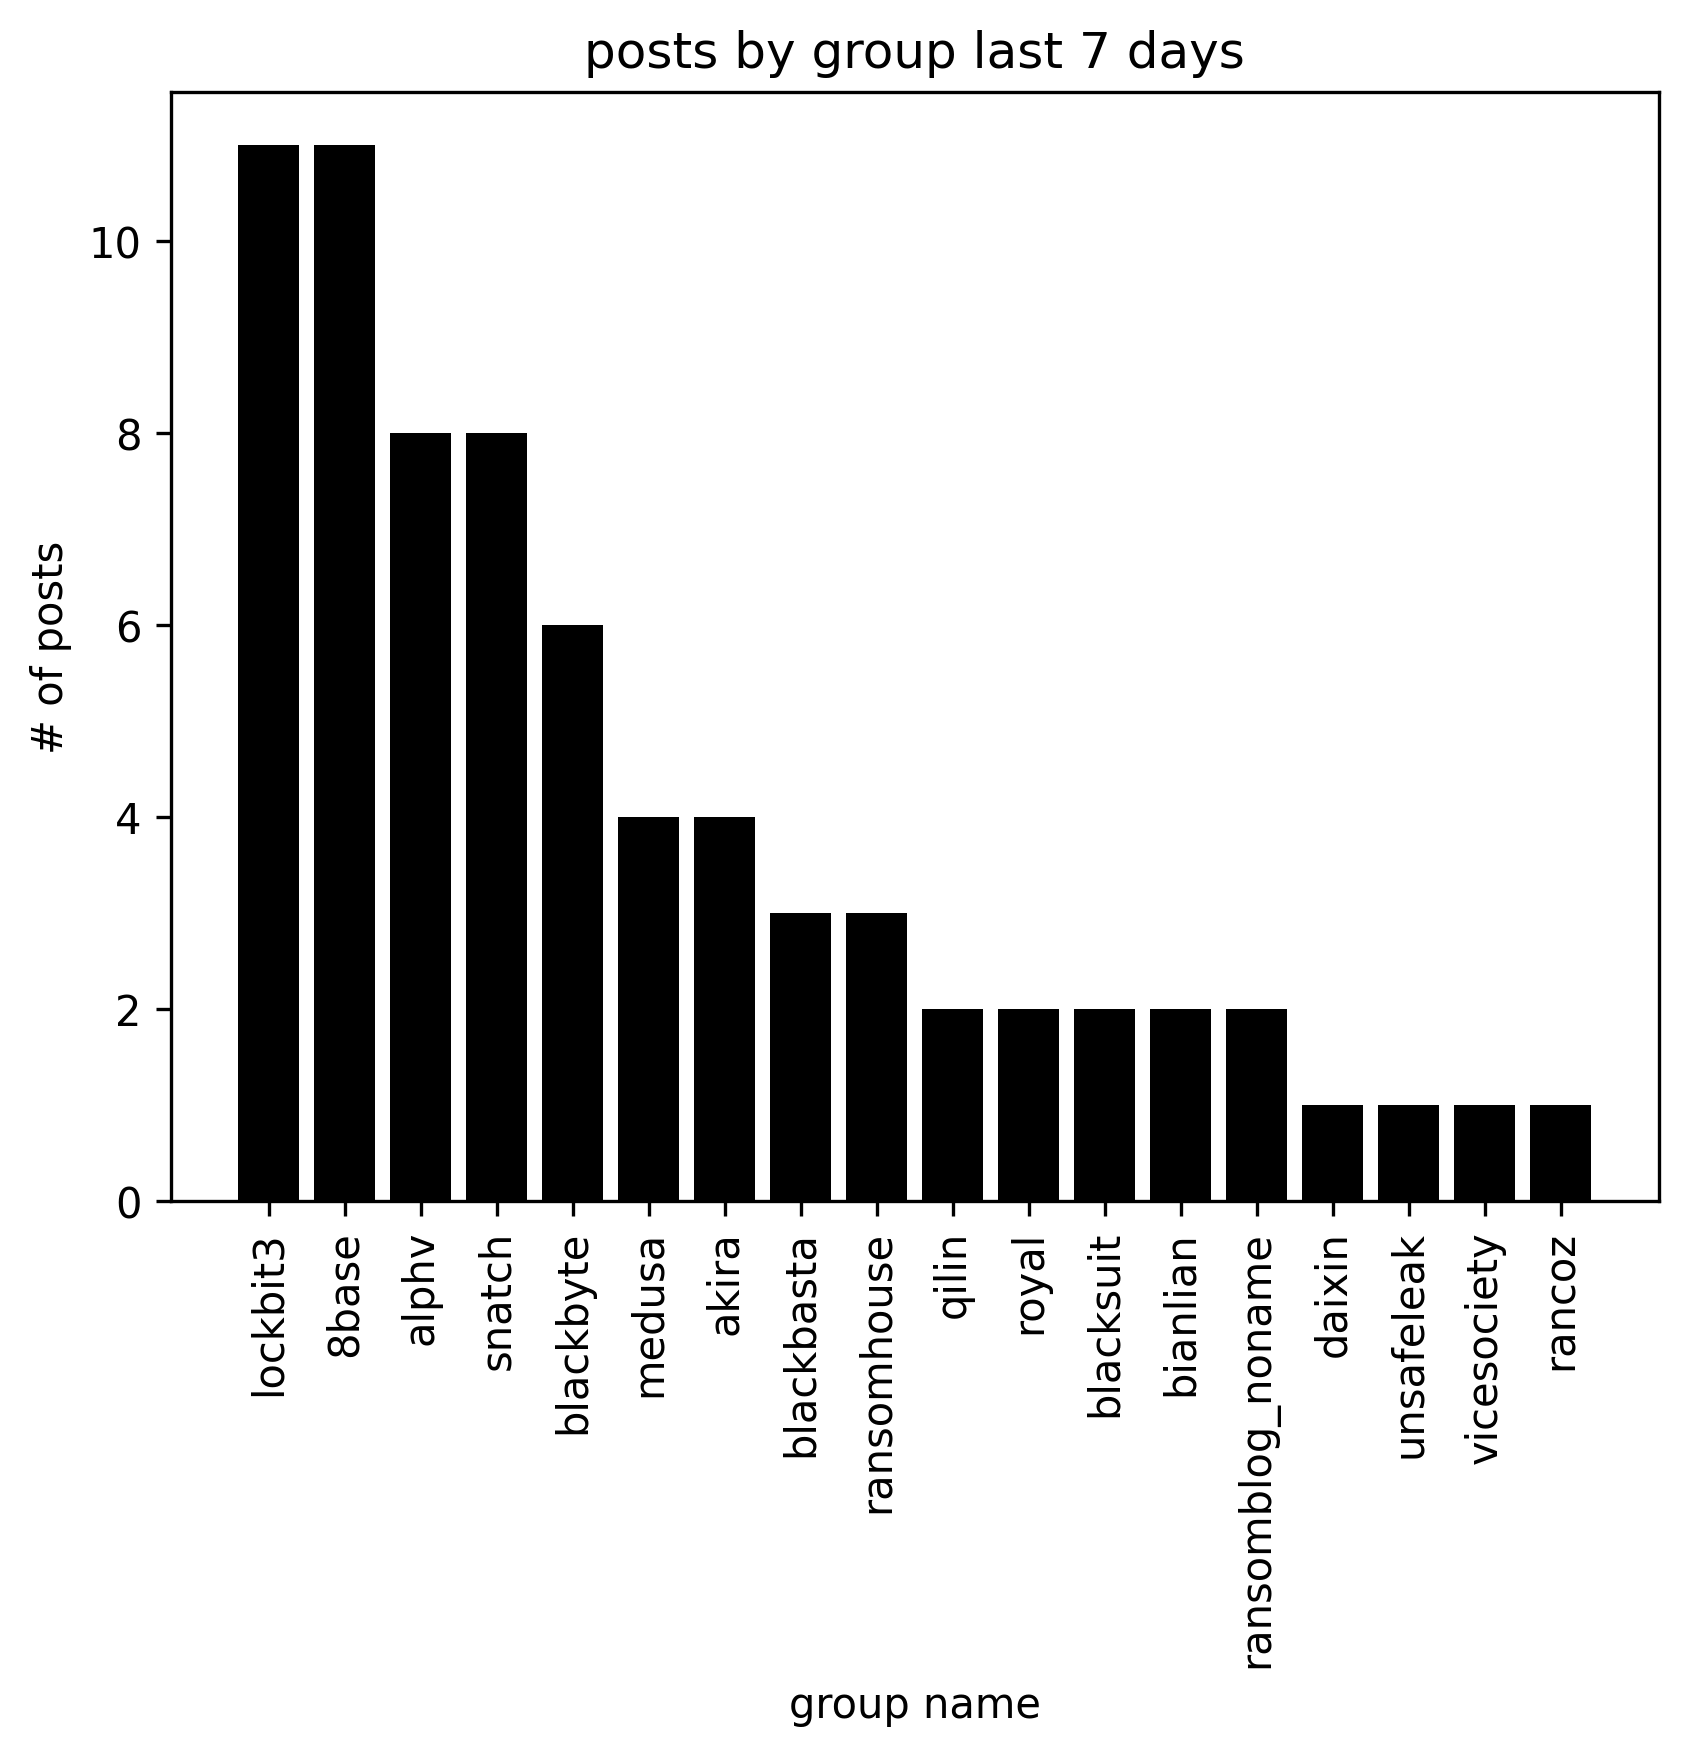 posts by group last 7 days
# of posts
10
8
6
4
2
0
lockbit3
8base
alphv
snatch
blackbyte
medusa
akira
blackbasta
ransomhouse
qilin
royal
blacksuit
bianlian
ransomblog_noname
daixin
unsafeleak
vicesociety
rancoz
group name